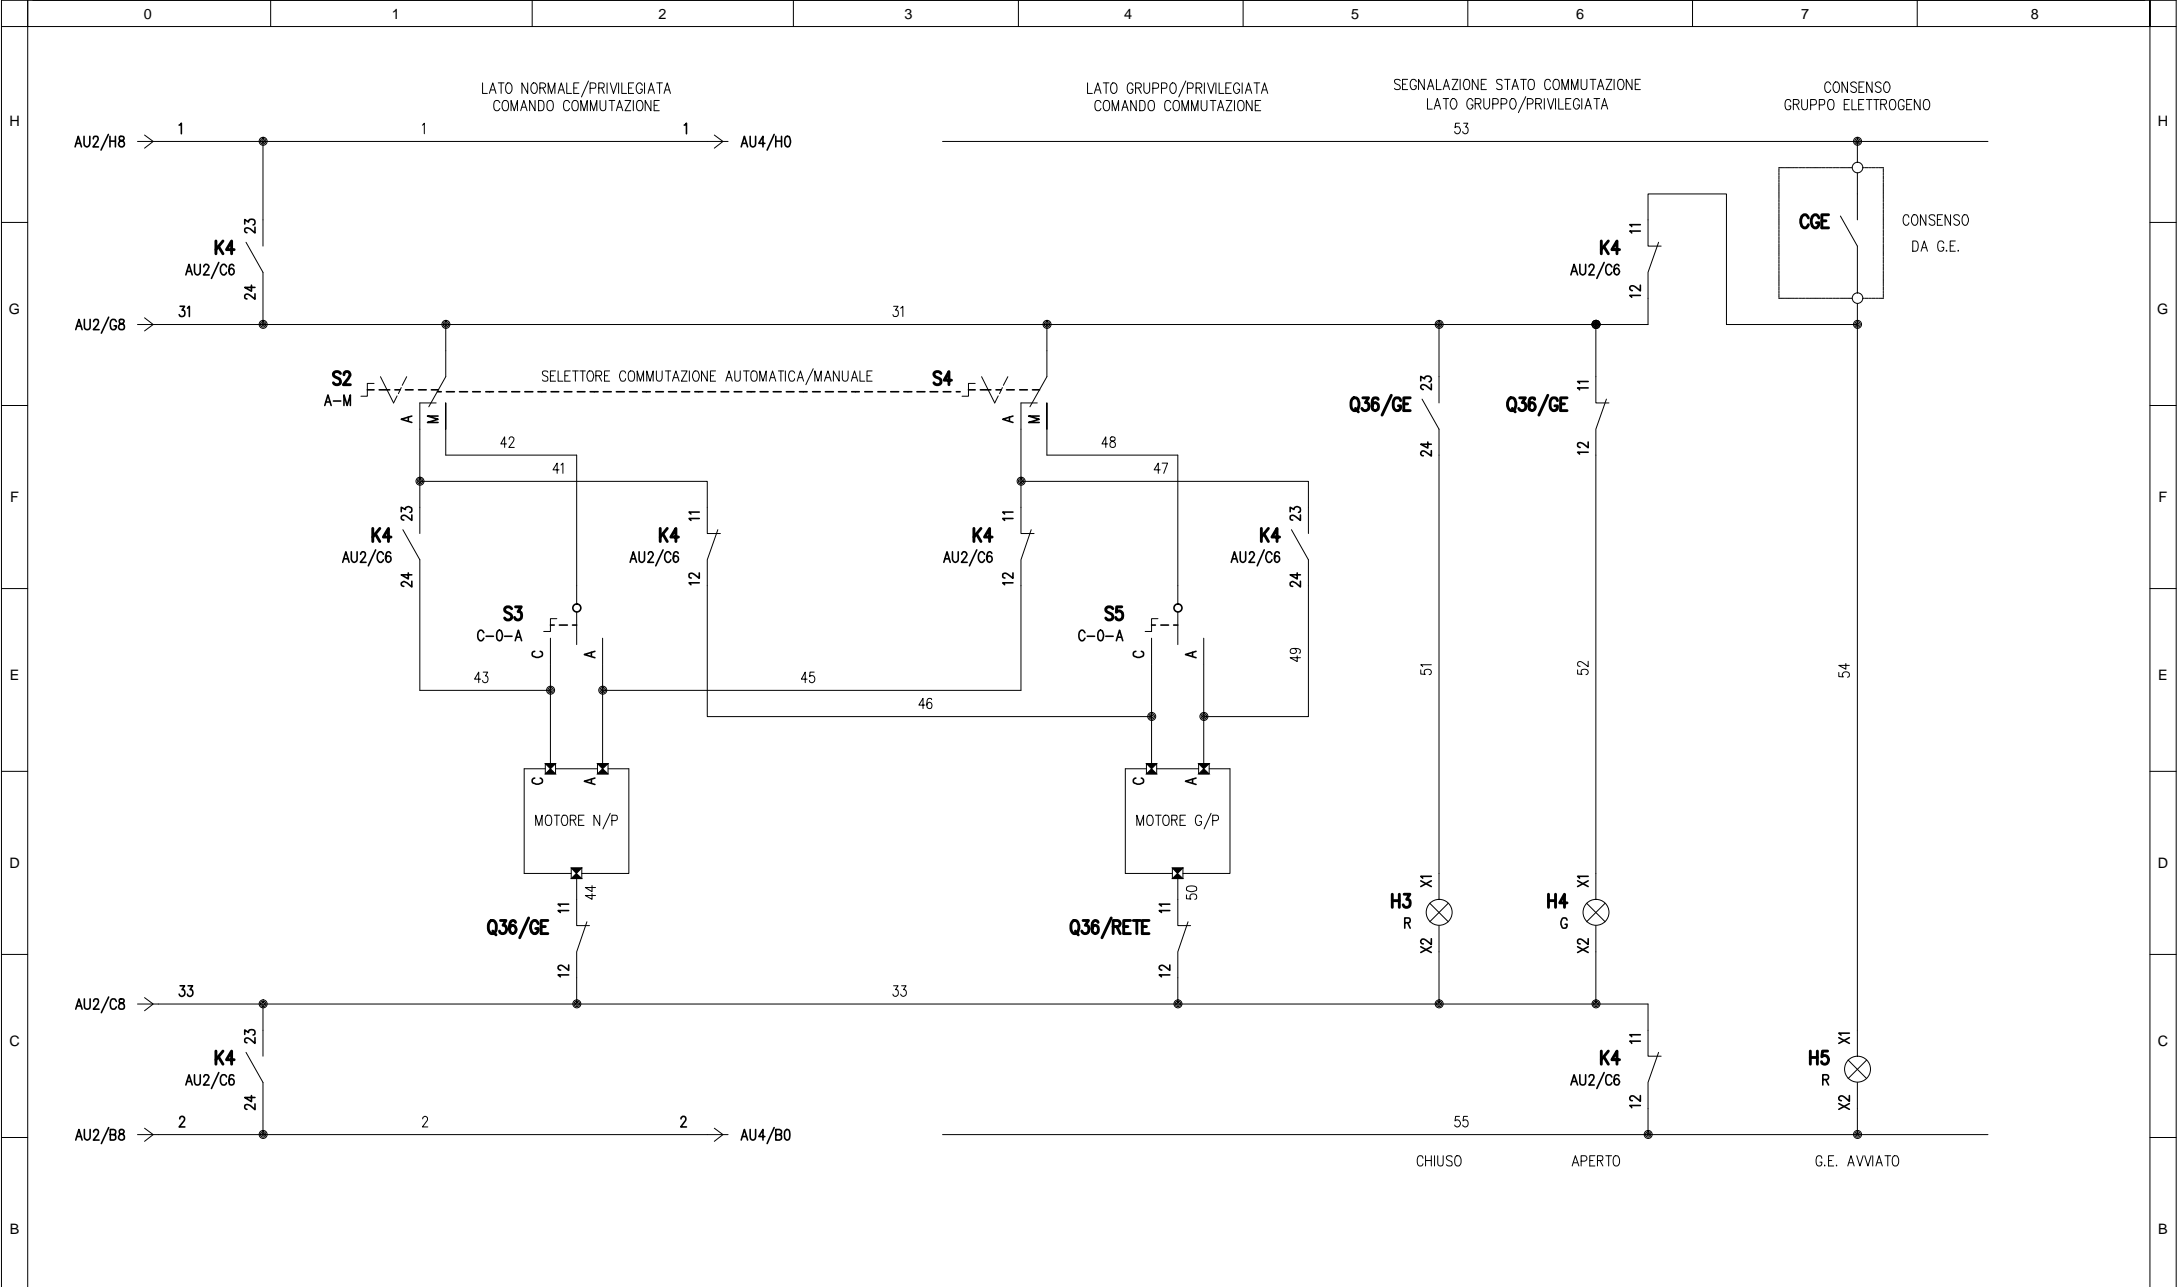 0 1 2 3 4 5 6 7 8
LATO NORMALE/PRIVILEGIATA
COMANDO COMMUTAZIONE
LATO GRUPPO/PRIVILEGIATA
COMANDO COMMUTAZIONE
SEGNALAZIONE STATO COMMUTAZIONE
LATO GRUPPO/PRIVILEGIATA
CONSENSO
GRUPPO ELETTROGENO
H H
AU2/H8 1 1 1 AU4/H0 53
K4
AU2/C6
23
24
K4
AU2/C6
11
12
CGE
CONSENSO
DA G.E.
G G
AU2/G8 31 31
S2
A-M
SELETTORE COMMUTAZIONE AUTOMATICA/MANUALE
S4
A M
A M
Q36/GE
23
24
Q36/GE
11
12
42
41
48
47
F F
K4
AU2/C6
23
24
K4
AU2/C6
11
12
K4
AU2/C6
11
12
K4
AU2/C6
23
24
S3
C-0-A
C A
S5
C-0-A
C A
E E
43 45 46 49 51 52 54
C A
MOTORE N/P
C A
MOTORE G/P
D D
44
Q36/GE
11
12
50
Q36/RETE
11
12
H3
R
X1
X2
H4
G
X1
X2
AU2/C8 33 33
C C
K4
AU2/C6
23
24
K4
AU2/C6
11
12
H5
R
X1
X2
AU2/B8 2 2 2 AU4/B0 55
CHIUSO APERTO G.E. AVVIATO
B B